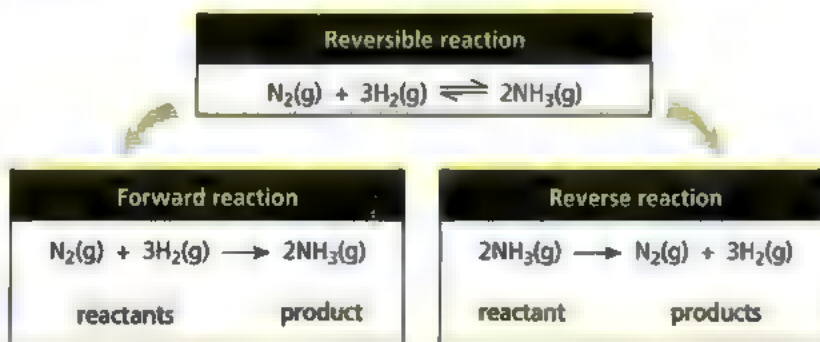 Reversible reaction
N₂(g) + 3H₂(g) ⇌ 2NH₃(g)
Forward reaction
N₂(g) + 3H₂(g) → 2NH₃(g)
reactants product
Reverse reaction
2NH₃(g) → N₂(g) + 3H₂(g)
reactant products